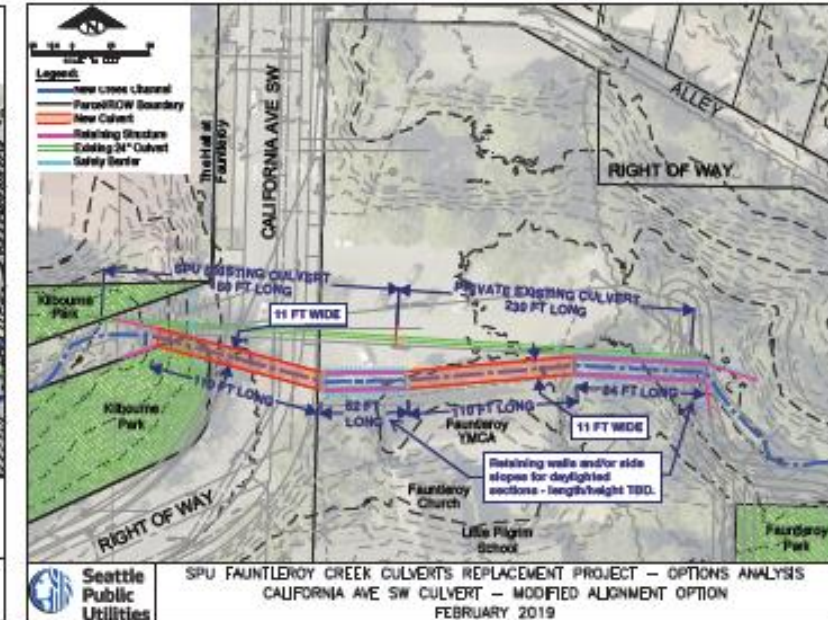 N
Legend:
New Creek Channel
Parcel/ROW Boundary
New Culvert
Retaining Structure
Existing 24" Culvert
Safety Barrier
The Hall at
Fauntleroy
CALIFORNIA AVE SW
ALLEY
RIGHT OF WAY
SPU EXISTING CULVERT
FT LONG
PRIVATE EXISTING CULVERT
230 FT LONG
Kilbourne
Park
11 FT WIDE
Kilbourne
Park
110 FT LONG
FT
LONG
110 FT LONG
FT LONG
Fauntleroy
YMCA
11 FT WIDE
Retaining walls and/or side
slopes for daylighted
sections - length/height TBD.
Fauntleroy
Church
Little Pilgrim
School
RIGHT OF WAY
Fauntleroy
Park
Seattle
Public
Utilities
SPU FAUNTLEROY CREEK CULVERTS REPLACEMENT PROJECT – OPTIONS ANALYSIS
CALIFORNIA AVE SW CULVERT – MODIFIED ALIGNMENT OPTION
FEBRUARY 2019